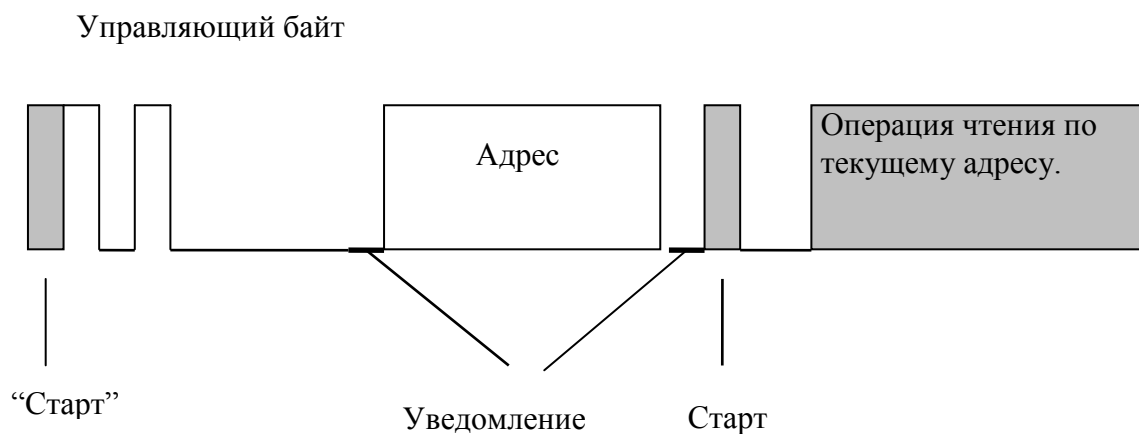 Управляющий байт
Адрес
Операция чтения по
текущему адресу.
“Старт”
Уведомление
Старт